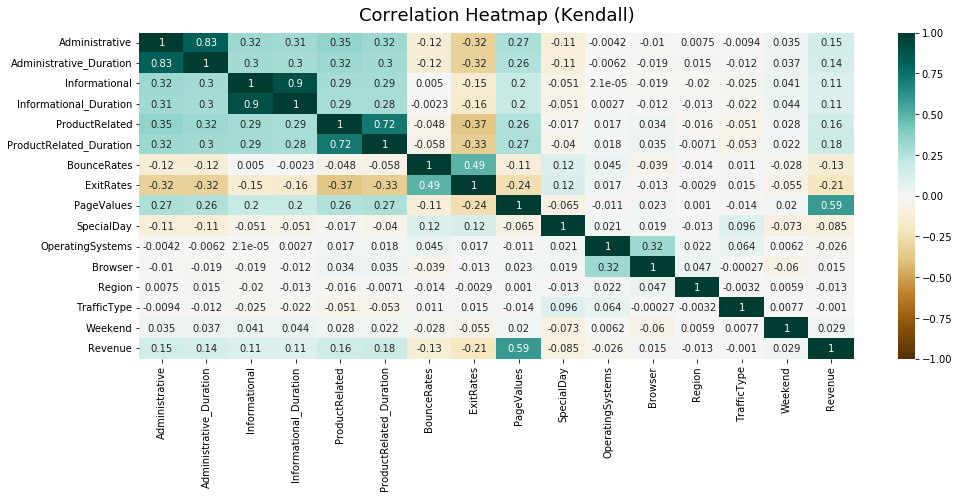 Correlation Heatmap (Kendall)
Administrative 1 0.83 0.32 0.31 0.35 0.32 -0.12 -0.32 0.27 -0.11 -0.0042 -0.01 0.0075 -0.0094 0.035 0.15
Administrative_Duration 0.83 1 0.3 0.3 0.32 0.3 -0.12 -0.32 0.26 -0.11 -0.0062 -0.019 0.015 -0.012 0.037 0.14
Informational 0.32 0.3 1 0.9 0.29 0.29 0.005 -0.15 0.2 -0.051 2.1e-05 -0.019 -0.02 -0.025 0.041 0.11
Informational_Duration 0.31 0.3 0.9 1 0.29 0.28 -0.0023 -0.16 0.2 -0.051 0.0027 -0.012 -0.013 -0.022 0.044 0.11
ProductRelated 0.35 0.32 0.29 0.29 1 0.72 -0.048 -0.37 0.26 -0.017 0.017 0.034 -0.016 -0.051 0.028 0.16
ProductRelated_Duration 0.32 0.3 0.29 0.28 0.72 1 -0.058 -0.33 0.27 -0.04 0.018 0.035 -0.0071 -0.053 0.022 0.18
BounceRates -0.12 -0.12 0.005 -0.0023 -0.048 -0.058 1 0.49 -0.11 0.12 0.045 -0.039 -0.014 0.011 -0.028 -0.13
ExitRates -0.32 -0.32 -0.15 -0.16 -0.37 -0.33 0.49 1 -0.24 0.12 0.017 -0.013 -0.0029 0.015 -0.055 -0.21
PageValues 0.27 0.26 0.2 0.2 0.26 0.27 -0.11 -0.24 1 -0.065 -0.011 0.023 0.001 -0.014 0.02 0.59
SpecialDay -0.11 -0.11 -0.051 -0.051 -0.017 -0.04 0.12 0.12 -0.065 1 0.021 0.019 -0.013 0.096 -0.073 -0.085
OperatingSystems -0.0042 -0.0062 2.1e-05 0.0027 0.017 0.018 0.045 0.017 -0.011 0.021 1 0.32 0.022 0.064 0.0062 -0.026
Browser -0.01 -0.019 -0.019 -0.012 0.034 0.035 -0.039 -0.013 0.023 0.019 0.32 1 0.047 -0.00027 -0.06 0.015
Region 0.0075 0.015 -0.02 -0.013 -0.016 -0.0071 -0.014 -0.0029 0.001 -0.013 0.022 0.047 1 -0.0032 0.0059 -0.013
TrafficType -0.0094 -0.012 -0.025 -0.022 -0.051 -0.053 0.011 0.015 -0.014 0.096 0.064 -0.00027 -0.0032 1 0.0077 -0.001
Weekend 0.035 0.037 0.041 0.044 0.028 0.022 -0.028 -0.055 0.02 -0.073 0.0062 -0.06 0.0059 0.0077 1 0.029
Revenue 0.15 0.14 0.11 0.11 0.16 0.18 -0.13 -0.21 0.59 -0.085 -0.026 0.015 -0.013 -0.001 0.029 1
Administrative
Administrative_Duration
Informational
Informational_Duration
ProductRelated
ProductRelated_Duration
BounceRates
ExitRates
PageValues
SpecialDay
OperatingSystems
Browser
Region
TrafficType
Weekend
Revenue
1.00
0.75
0.50
0.25
0.00
−0.25
−0.50
−0.75
−1.00